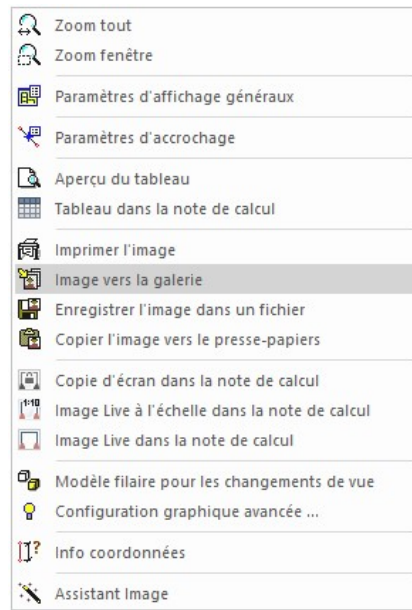 Zoom tout
Zoom fenêtre
Paramètres d'affichage généraux
Paramètres d'accrochage
Aperçu du tableau
Tableau dans la note de calcul
Imprimer l'image
Image vers la galerie
Enregistrer l'image dans un fichier
Copier l'image vers le presse-papiers
Copie d'écran dans la note de calcul
1:10 Image Live à l'échelle dans la note de calcul
Image Live dans la note de calcul
Modèle filaire pour les changements de vue
Configuration graphique avancée ...
Info coordonnées
Assistant Image